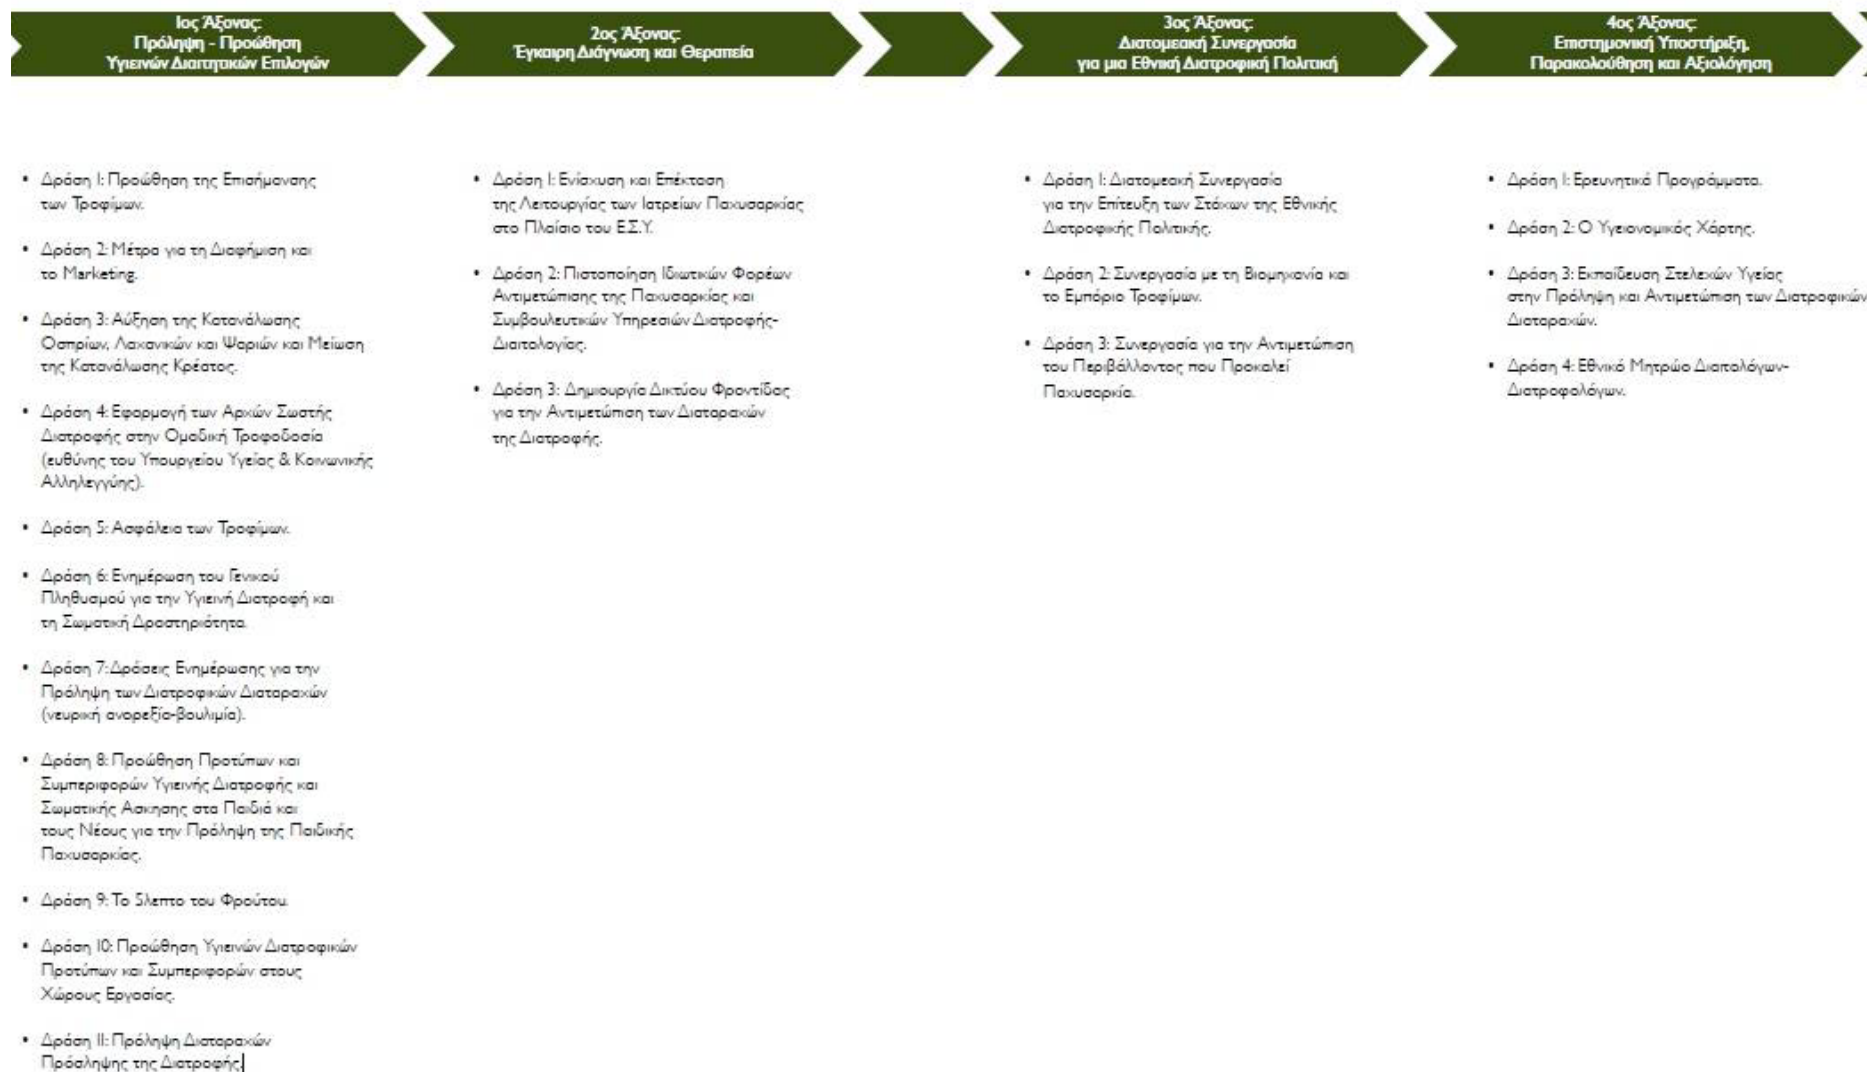 1ος Άξονας:
Πρόληψη - Προώθηση
Υγιεινών Διαιτητικών Επιλογών
2ος Άξονας:
Έγκαιρη Διάγνωση και Θεραπεία
3ος Άξονας:
Διατομεακή Συνεργασία
για μια Εθνική Διατροφική Πολιτική
4ος Άξονας:
Επιστημονική Υποστήριξη,
Παρακολούθηση και Αξιολόγηση
• Δράση 1: Προώθηση της Επισήμανσης
των Τροφίμων.
• Δράση 2: Μέτρα για τη Διαφήμιση και
το Marketing.
• Δράση 3: Αύξηση της Κατανάλωσης
Οσπρίων, Λαχανικών και Ψαριών και Μείωση
της Κατανάλωσης Κρέατος.
• Δράση 4: Εφαρμογή των Αρχών Σωστής
Διατροφής στην Ομαδική Τροφοδοσία
(ευθύνης του Υπουργείου Υγείας & Κοινωνικής
Αλληλεγγύης).
• Δράση 5: Ασφάλεια των Τροφίμων.
• Δράση 6: Ενημέρωση του Γενικού
Πληθυσμού για την Υγιεινή Διατροφή και
τη Σωματική Δραστηριότητα.
• Δράση 7: Δράσεις Ενημέρωσης για την
Πρόληψη των Διατροφικών Διαταραχών
(νευρική ανορεξία-βουλιμία).
• Δράση 8: Προώθηση Προτύπων και
Συμπεριφορών Υγιεινής Διατροφής και
Σωματικής Ασκησης στα Παιδιά και
τους Νέους για την Πρόληψη της Παιδικής
Παχυσαρκίας.
• Δράση 9: Το 5λεπτο του Φρούτου.
• Δράση 10: Προώθηση Υγιεινών Διατροφικών
Προτύπων και Συμπεριφορών στους
Χώρους Εργασίας.
• Δράση 11: Πρόληψη Διαταραχών
Πρόσληψης της Διατροφής.
• Δράση 1: Ενίσχυση και Επέκταση
της Λειτουργίας των Ιατρείων Παχυσαρκίας
στο Πλαίσιο του Ε.Σ.Υ.
• Δράση 2: Πιστοποίηση Ιδιωτικών Φορέων
Αντιμετώπισης της Παχυσαρκίας και
Συμβουλευτικών Υπηρεσιών Διατροφής-
Διαιτολογίας.
• Δράση 3: Δημιουργία Δικτύου Φροντίδας
για την Αντιμετώπιση των Διαταραχών
της Διατροφής.
• Δράση 1: Διατομεακή Συνεργασία
για την Επίτευξη των Στόχων της Εθνικής
Διατροφικής Πολιτικής.
• Δράση 2: Συνεργασία με τη Βιομηχανία και
το Εμπόριο Τροφίμων.
• Δράση 3: Συνεργασία για την Αντιμετώπιση
του Περιβάλλοντος που Προκαλεί
Παχυσαρκία.
• Δράση 1: Ερευνητικά Προγράμματα.
• Δράση 2: Ο Υγειονομικός Χάρτης.
• Δράση 3: Εκπαίδευση Στελεχών Υγείας
στην Πρόληψη και Αντιμετώπιση των Διατροφικών
Διαταραχών.
• Δράση 4: Εθνικό Μητρώο Διαιτολόγων-
Διατροφολόγων.